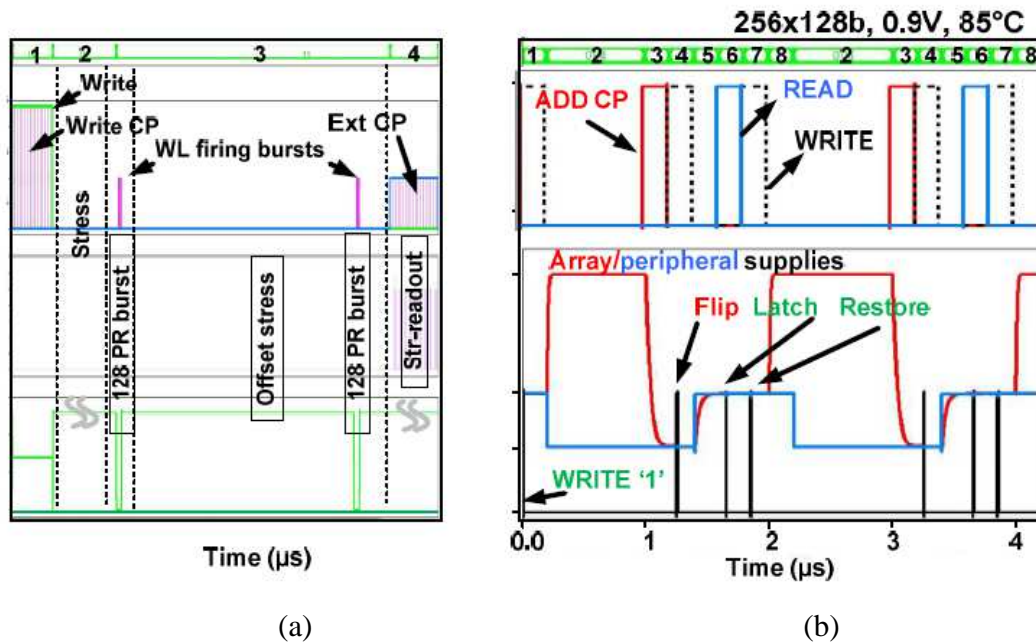 256x128b, 0.9V, 85°C
1 2 3 4
Write
Write CP
WL firing bursts
Ext CP
Stress
128 PR burst
Offset stress
128 PR burst
Str-readout
Time (µs)
(a)
1 2 3 4 5 6 7 8 2 3 4 5 6 7 8
ADD CP
READ
WRITE
Array/peripheral supplies
Flip Latch Restore
WRITE ‘1’
0.0 1 2 3 4
Time (µs)
(b)